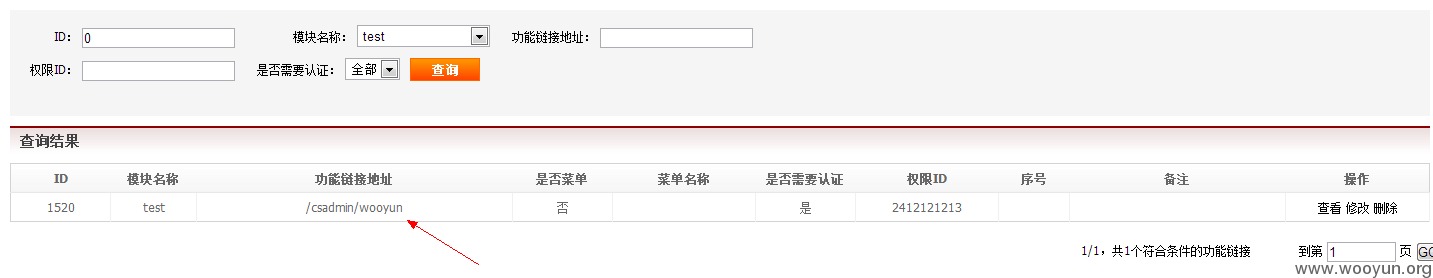 ID： 0 模块名称： test 功能链接地址：
权限ID： 是否需要认证： 全部 查询
查询结果
ID 模块名称 功能链接地址 是否菜单 菜单名称 是否需要认证 权限ID 序号 备注 操作
1520 test /csadmin/wooyun 否 是 2412121213 查看 修改 删除
1/1，共1个符合条件的功能链接 到第 1 页 GO
www.wooyun.org